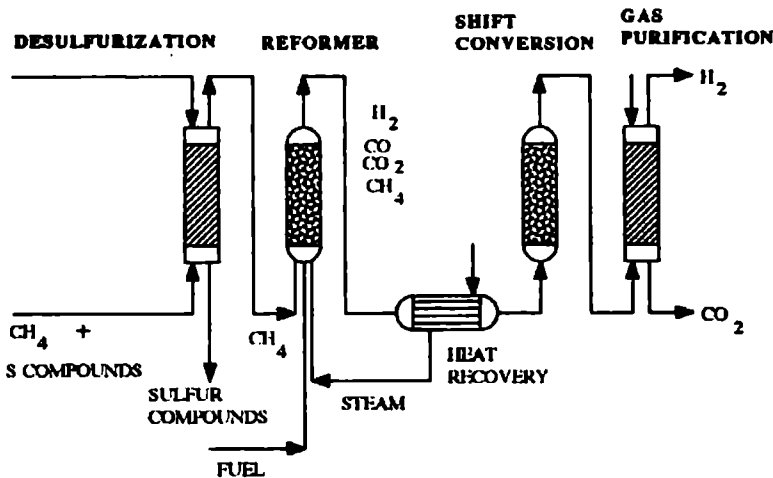 DESULFURIZATION
REFORMER
SHIFT
CONVERSION
GAS
PURIFICATION
H2
CO
CO2
CH4
H2
CH4 +
S COMPOUNDS
SULFUR
COMPOUNDS
CH4
STEAM
HEAT
RECOVERY
CO2
FUEL